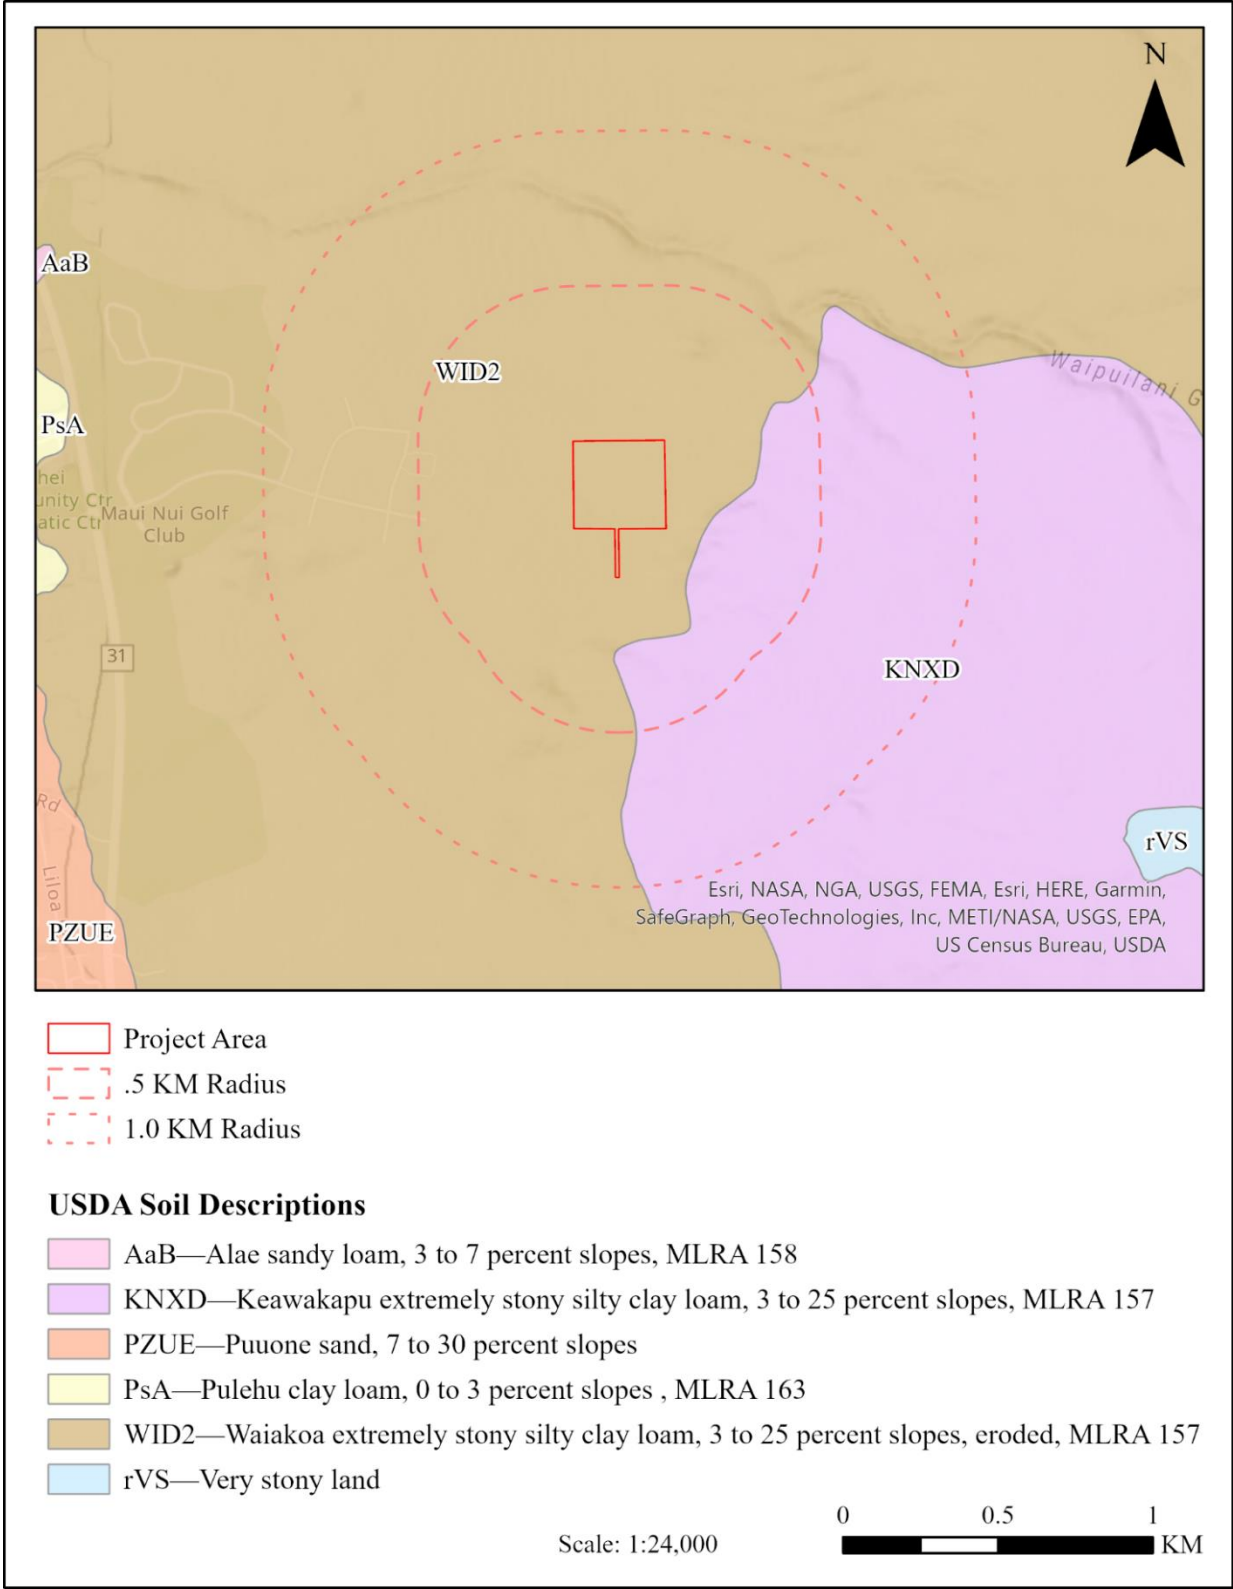 N
AaB
WID2
Waipuilani G
PsA
hei
unity Ctr
atic Ctr
Maui Nui Golf
Club
31
KNXD
Rd
Liloa
rVS
PZUE
Esri, NASA, NGA, USGS, FEMA, Esri, HERE, Garmin,
SafeGraph, GeoTechnologies, Inc, METI/NASA, USGS, EPA,
US Census Bureau, USDA
Project Area
.5 KM Radius
1.0 KM Radius
USDA Soil Descriptions
AaB—Alae sandy loam, 3 to 7 percent slopes, MLRA 158
KNXD—Keawakapu extremely stony silty clay loam, 3 to 25 percent slopes, MLRA 157
PZUE—Puuone sand, 7 to 30 percent slopes
PsA—Pulehu clay loam, 0 to 3 percent slopes , MLRA 163
WID2—Waiakoa extremely stony silty clay loam, 3 to 25 percent slopes, eroded, MLRA 157
rVS—Very stony land
Scale: 1:24,000
0 0.5 1
KM